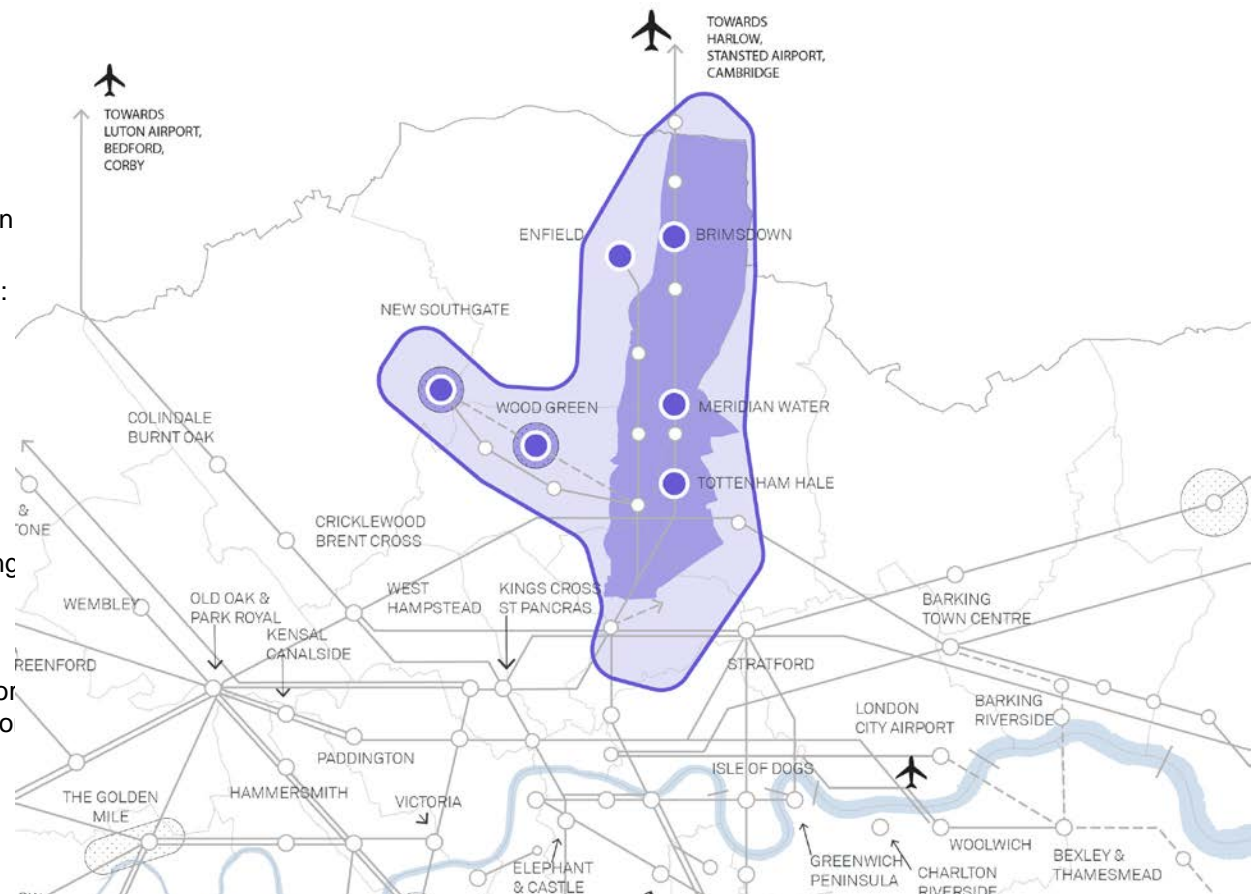 TOWARDS
HARLOW,
STANSTED AIRPORT,
CAMBRIDGE
TOWARDS
LUTON AIRPORT,
BEDFORD,
CORBY
ENFIELD
BRIMSDOWN
NEW SOUTHGATE
WOOD GREEN
MERIDIAN WATER
COLINDALE
BURNT OAK
TOTTENHAM HALE
&
CRICKLEWOOD
BRENT CROSS
WEMBLEY
OLD OAK &
PARK ROYAL
KENSAL
CANALSIDE
WEST
HAMPSTEAD
KINGS CROSS
ST PANCRAS
BARKING
TOWN CENTRE
STRATFORD
LONDON
CITY AIRPORT
BARKING
RIVERSIDE
PADDINGTON
ISLE OF DOGS
THE GOLDEN
MILE
HAMMERSMITH
VICTORIA
ELEPHANT
& CASTLE
GREENWICH
PENINSULA
CHARLTON
RIVERSIDE
WOOLWICH
BEXLEY &
THAMESMEAD